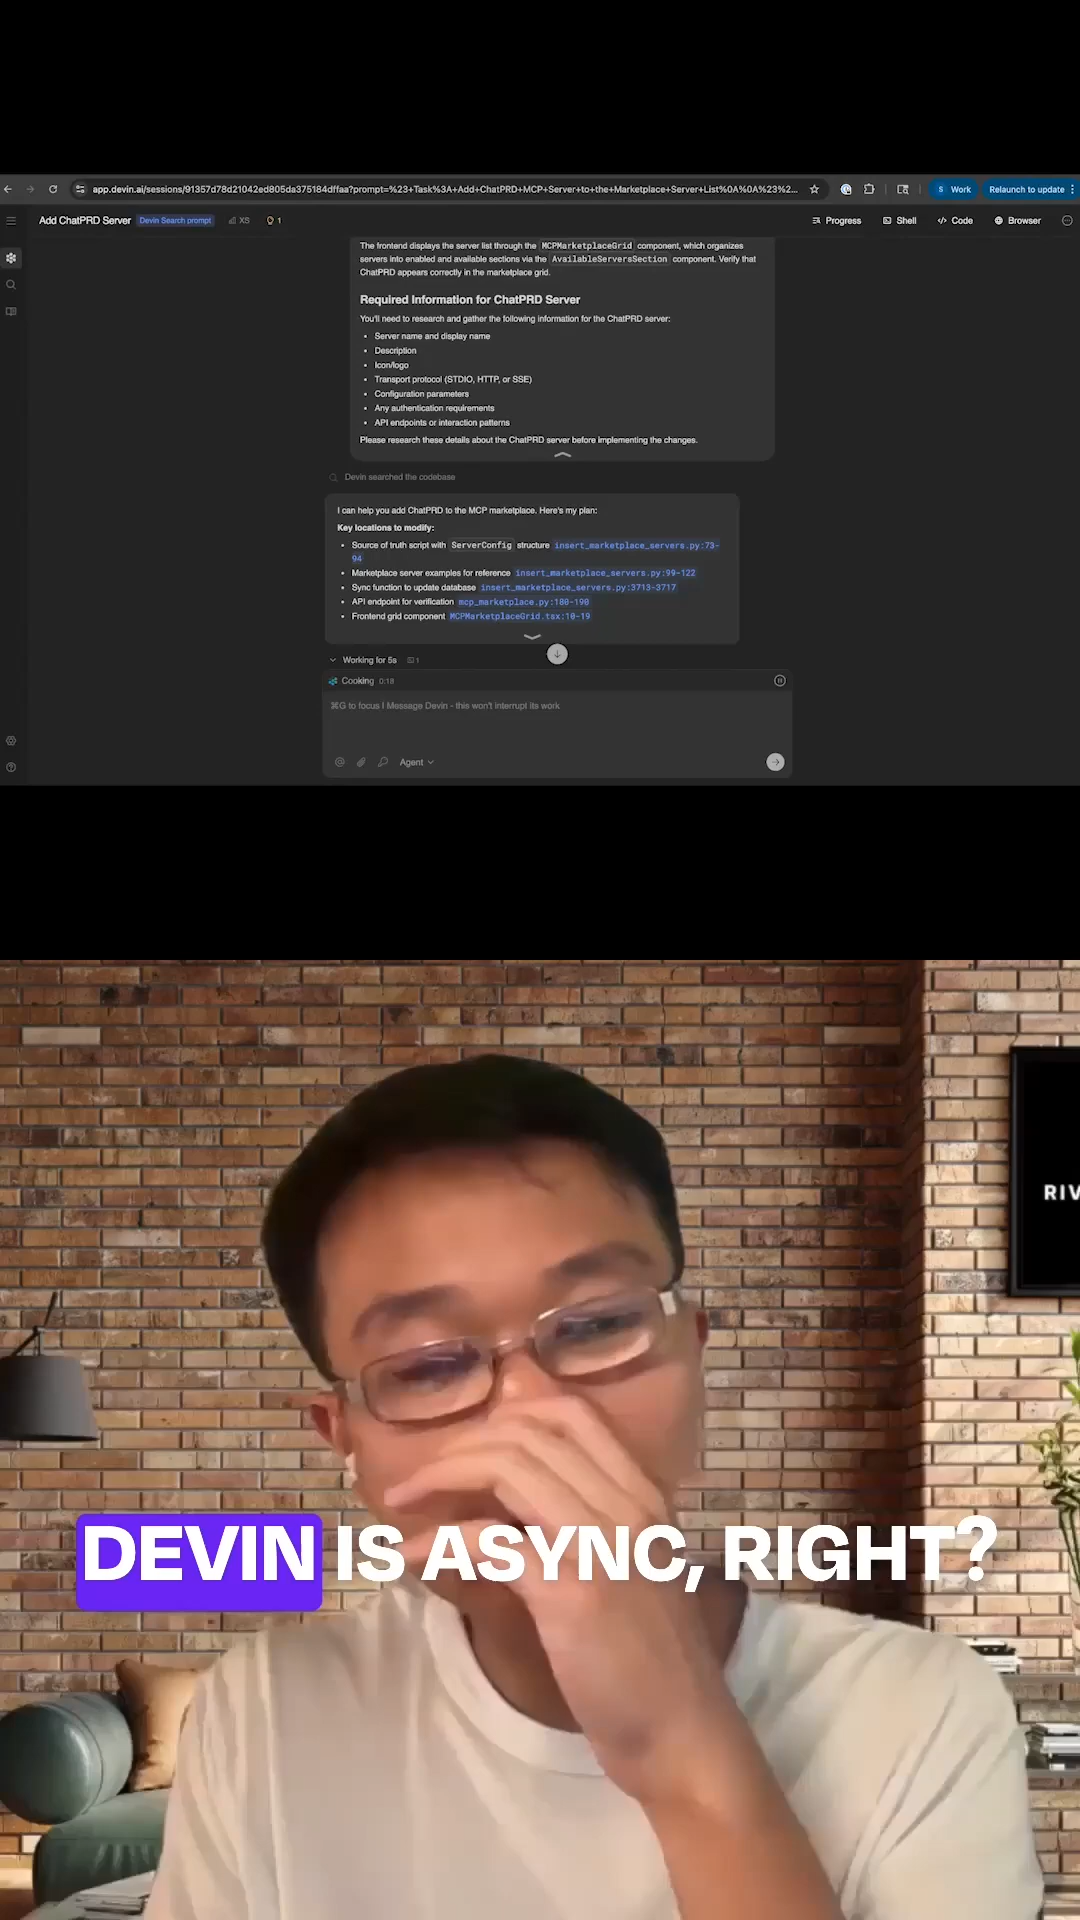 app.devin.ai/sessions/91357d78d21042ed805da375184dffaa?prompt=%23+Task%3A+Add+ChatPRD+MCP+Server+to+the+Marketplace+Server+List%0A%0A%23%2...
Work
Relaunch to update
Add ChatPRD Server
Devin Search prompt
XS
1
Progress
Shell
Code
Browser
The frontend displays the server list through the MCPMarketplaceGrid component, which organizes
servers into enabled and available sections via the AvailableServersSection component. Verify that
ChatPRD appears correctly in the marketplace grid.
Required Information for ChatPRD Server
You'll need to research and gather the following information for the ChatPRD server:
• Server name and display name
• Description
• Icon/logo
• Transport protocol (STDIO, HTTP, or SSE)
• Configuration parameters
• Any authentication requirements
• API endpoints or interaction patterns
Please research these details about the ChatPRD server before implementing the changes.
Devin searched the codebase
I can help you add ChatPRD to the MCP marketplace. Here's my plan:
Key locations to modify:
• Source of truth script with ServerConfig structure insert_marketplace_servers.py:73-
94
• Marketplace server examples for reference insert_marketplace_servers.py:99-122
• Sync function to update database insert_marketplace_servers.py:3713-3717
• API endpoint for verification mcp_marketplace.py:180-190
• Frontend grid component MCPMarketplaceGrid.tsx:10-19
Working for 5s
1
Cooking 0:18
⌘G to focus | Message Devin - this won't interrupt its work
Agent
RIV
DEVIN IS ASYNC, RIGHT?